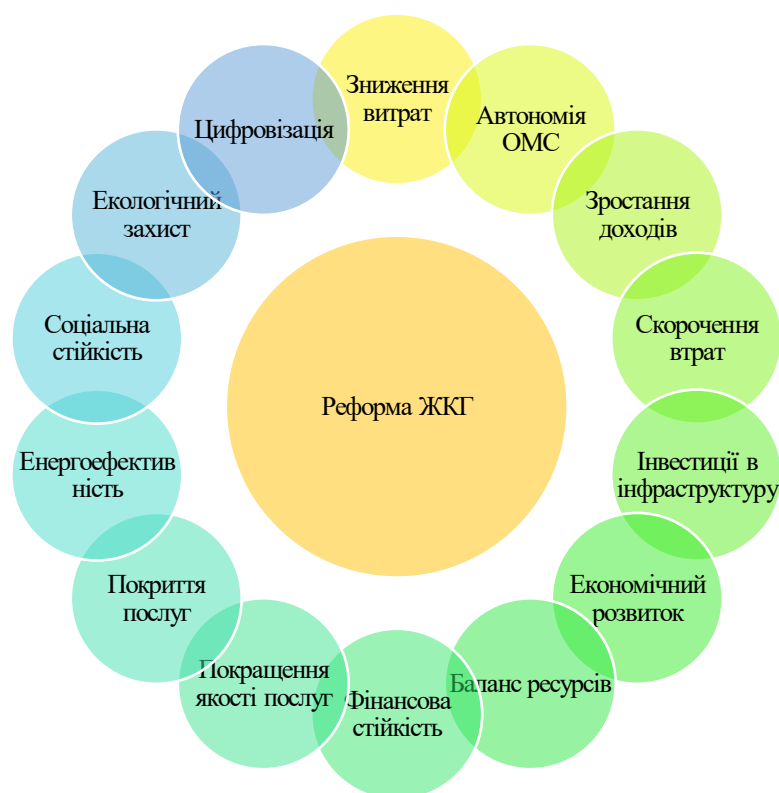 Зниження
витрат
Автономія
ОМС
Зростання
доходів
Скорочення
втрат
Інвестиції в
інфраструктуру
Економічний
розвиток
Баланс ресурсів
Фінансова
стійкість
Покращення
якості послуг
Покриття
послуг
Енергоефектив
ність
Соціальна
стійкість
Екологічний
захист
Цифровізація
Реформа ЖКГ